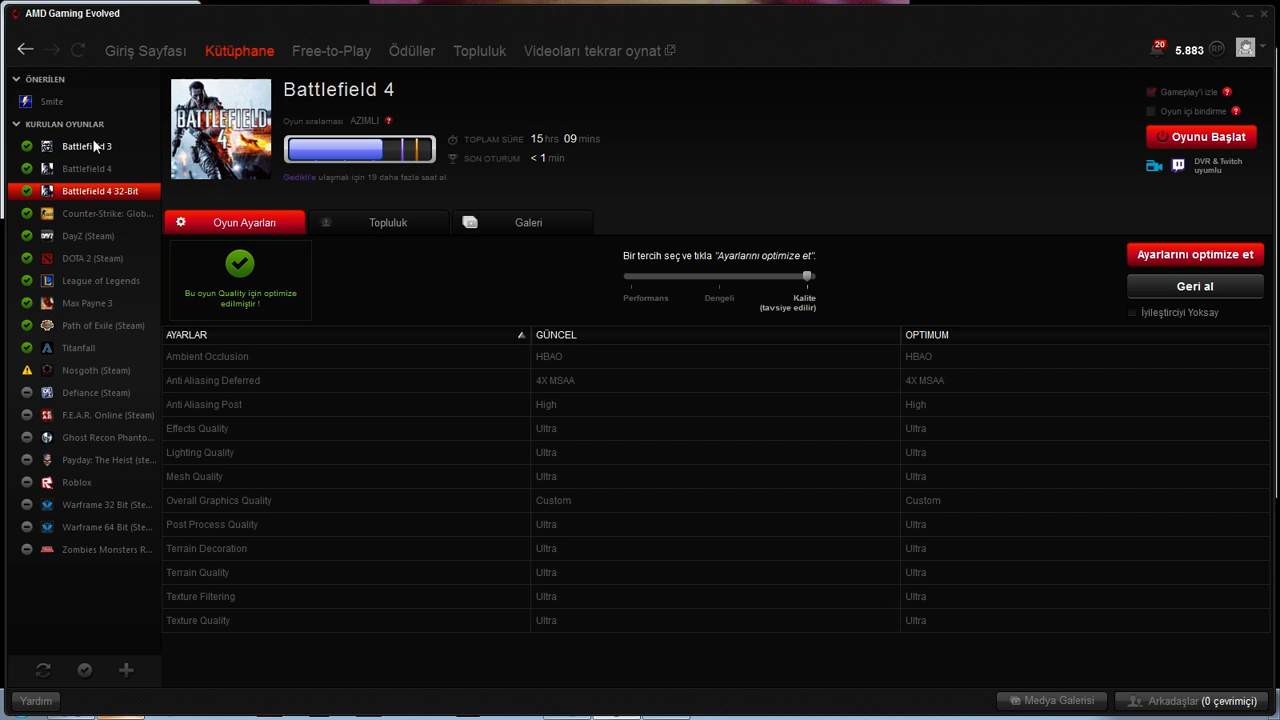 AMD Gaming Evolved
Giriş Sayfası Kütüphane Free-to-Play Ödüller Topluluk Videoları tekrar oynat
20 5.883 RP
ÖNERİLEN
Smite
KURULAN OYUNLAR
Battlefield 3
Battlefield 4
Battlefield 4 32-Bit
Counter-Strike: Glob...
DayZ (Steam)
DOTA 2 (Steam)
League of Legends
Max Payne 3
Path of Exile (Steam)
Titanfall
Nosgoth (Steam)
Defiance (Steam)
F.E.A.R. Online (Steam)
Ghost Recon Phanto...
Payday: The Heist (ste...
Roblox
Warframe 32 Bit (Ste...
Warframe 64 Bit (Ste...
Zombies Monsters R...
BATTLEFIELD
4
Battlefield 4
Oyun sıralaması AZIMLI ?
Gedikli'e ulaşmak için 19 daha fazla saat al.
TOPLAM SÜRE 15 hrs 09 mins
SON OTURUM < 1 min
Gameplay'i izle ?
Oyun içi bindirme ?
Oyunu Başlat
DVR & Twitch
uyumlu
Oyun Ayarları Topluluk Galeri
Bu oyun Quality için optimize
edilmiştir !
Bir tercih seç ve tıkla "Ayarlarını optimize et".
Performans Dengeli Kalite
(tavsiye edilir)
Ayarlarını optimize et
Geri al
İyileştirciyi Yoksay
AYARLAR GÜNCEL OPTIMUM
Ambient Occlusion HBAO HBAO
Anti Aliasing Deferred 4X MSAA 4X MSAA
Anti Aliasing Post High High
Effects Quality Ultra Ultra
Lighting Quality Ultra Ultra
Mesh Quality Ultra Ultra
Overall Graphics Quality Custom Custom
Post Process Quality Ultra Ultra
Terrain Decoration Ultra Ultra
Terrain Quality Ultra Ultra
Texture Filtering Ultra Ultra
Texture Quality Ultra Ultra
Yardım
Medya Galerisi
Arkadaşlar (0 çevrimiçi)